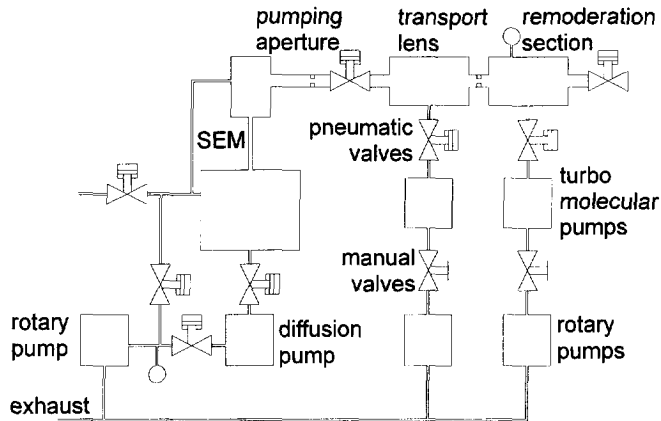 pumping
aperture
transport
lens
remoderation
section
SEM
pneumatic
valves
turbo
molecular
pumps
manual
valves
rotary
pump
diffusion
pump
rotary
pumps
exhaust